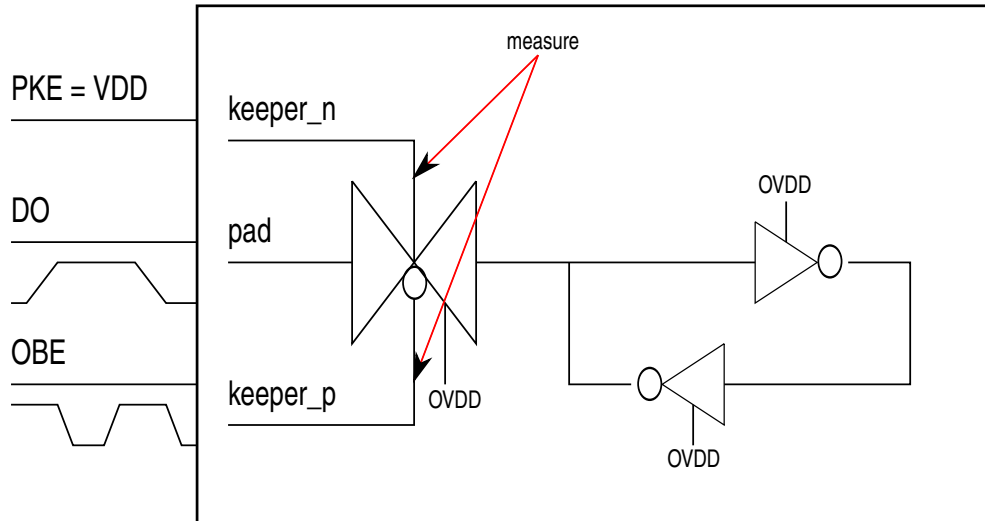 measure
PKE = VDD
keeper_n
DO
pad
OVDD
OBE
keeper_p
OVDD
OVDD